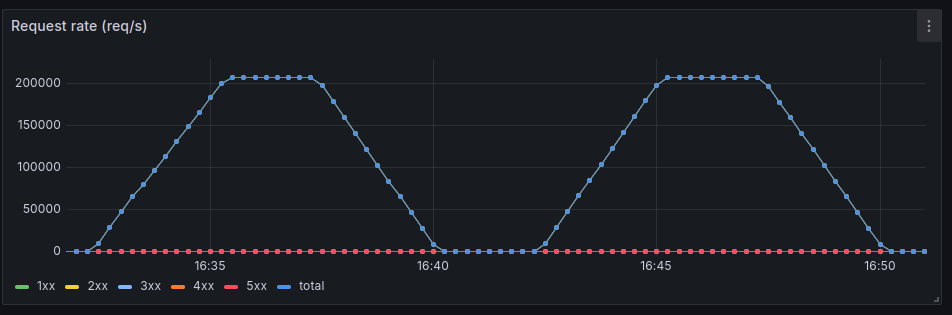 Request rate (req/s)
200000
150000
100000
50000
0
16:35 16:40 16:45 16:50
1xx 2xx 3xx 4xx 5xx total